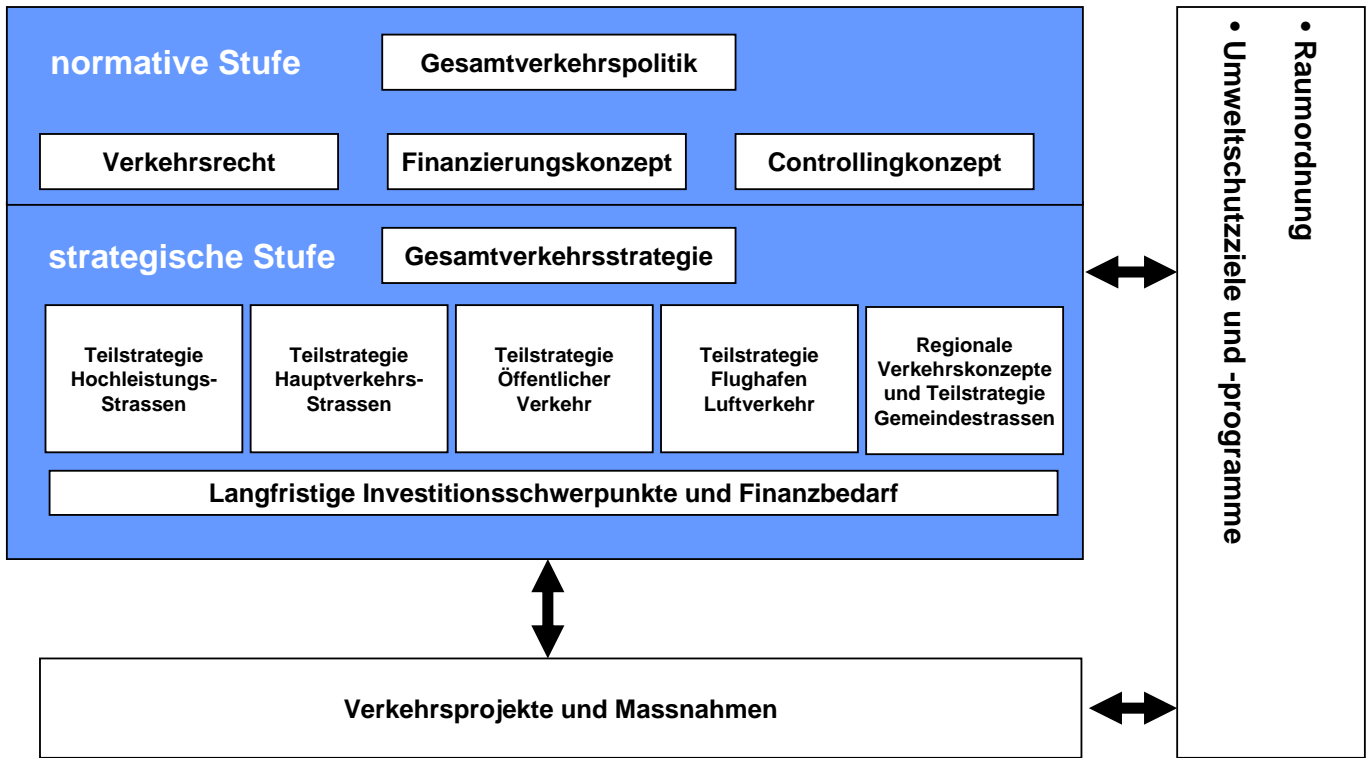 normative Stufe
Gesamtverkehrspolitik
Verkehrsrecht
Finanzierungskonzept
Controllingkonzept
strategische Stufe
Gesamtverkehrsstrategie
Teilstrategie
Hochleistungs-
Strassen
Teilstrategie
Hauptverkehrs-
Strassen
Teilstrategie
Öffentlicher
Verkehr
Teilstrategie
Flughafen
Luftverkehr
Regionale
Verkehrskonzepte
und Teilstrategie
Gemeindestrassen
Langfristige Investitionsschwerpunkte und Finanzbedarf
Verkehrsprojekte und Massnahmen
• Raumordnung
• Umweltschutzziele und -programme